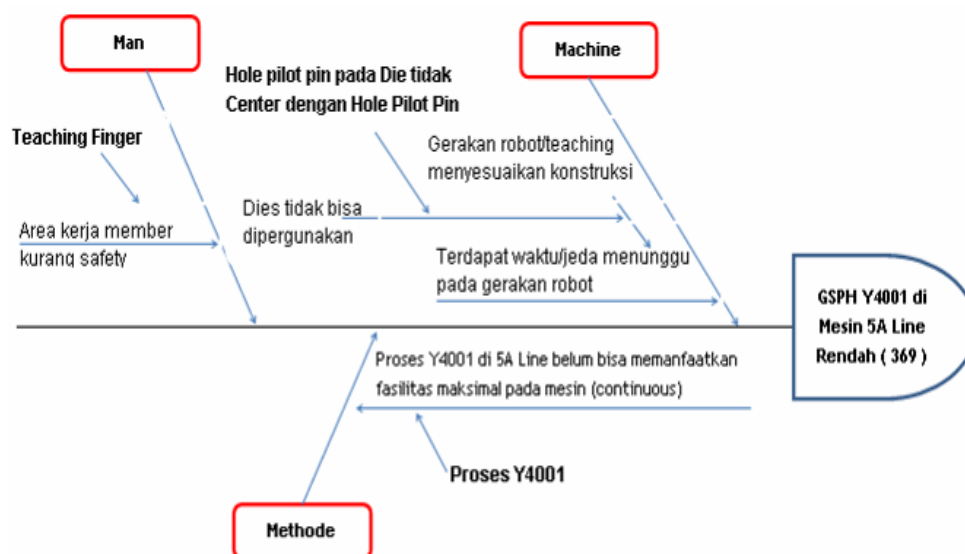 Man
Machine
Hole pilot pin pada Die tidak
Center dengan Hole Pilot Pin
Teaching Finger
Gerakan robot/teaching
menyesuaikan konstruksi
Area kerja member
kurang safety
Dies tidak bisa
dipergunakan
Terdapat waktu/jeda menunggu
pada gerakan robot
GSPH Y4001 di
Mesin 5A Line
Rendah ( 369 )
Proses Y4001 di 5A Line belum bisa memanfaatkan
fasilitas maksimal pada mesin (continuous)
Proses Y4001
Methode